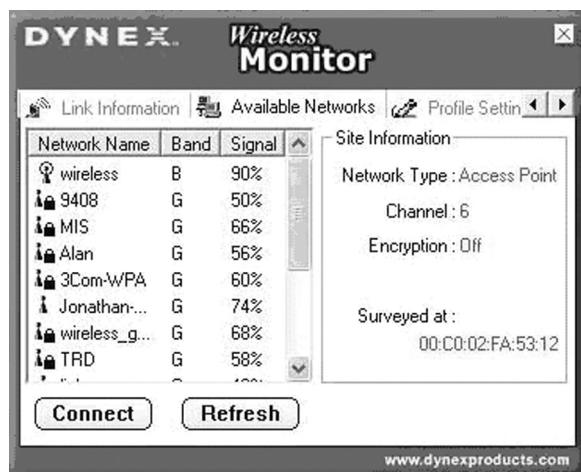 DYNEX
Wireless
Monitor
Link Information
Available Networks
Profile Settin
Network Name Band Signal
wireless B 90%
9408 G 50%
MIS G 66%
Alan G 56%
3Com-WPA G 60%
Jonathan-... G 74%
wireless_g... G 68%
TRD G 58%
Site Information
Network Type : Access Point
Channel : 6
Encryption : Off
Surveyed at :
00:C0:02:FA:53:12
Connect
Refresh
www.dynexproducts.com